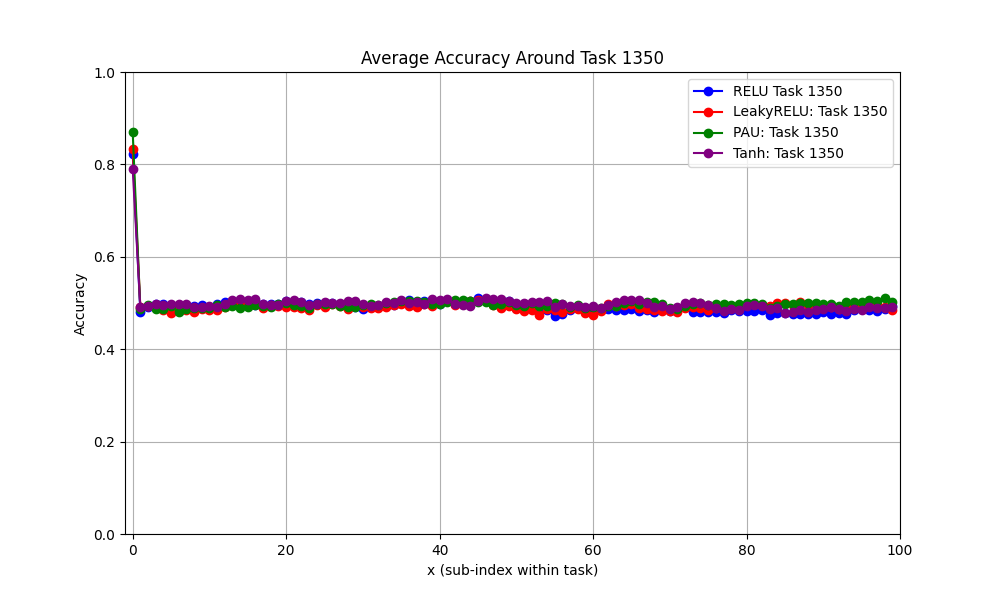 Average Accuracy Around Task 1350
RELU Task 1350
LeakyRELU: Task 1350
PAU: Task 1350
Tanh: Task 1350
Accuracy
1.0
0.8
0.6
0.4
0.2
0.0
0 20 40 60 80 100
x (sub-index within task)